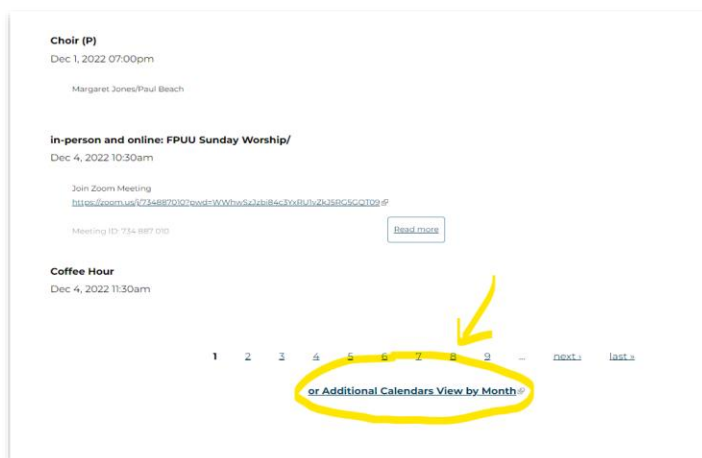 Choir (P)
Dec 1, 2022 07:00pm
Margaret Jones/Paul Beach
in-person and online: FPUU Sunday Worship/
Dec 4, 2022 10:30am
Join Zoom Meeting
Meeting ID: 734 887 010
Read more
Coffee Hour
Dec 4, 2022 11:30am
1 2 3 4 5 6 7 8 9 ... next › last »
or Additional Calendars View by Month